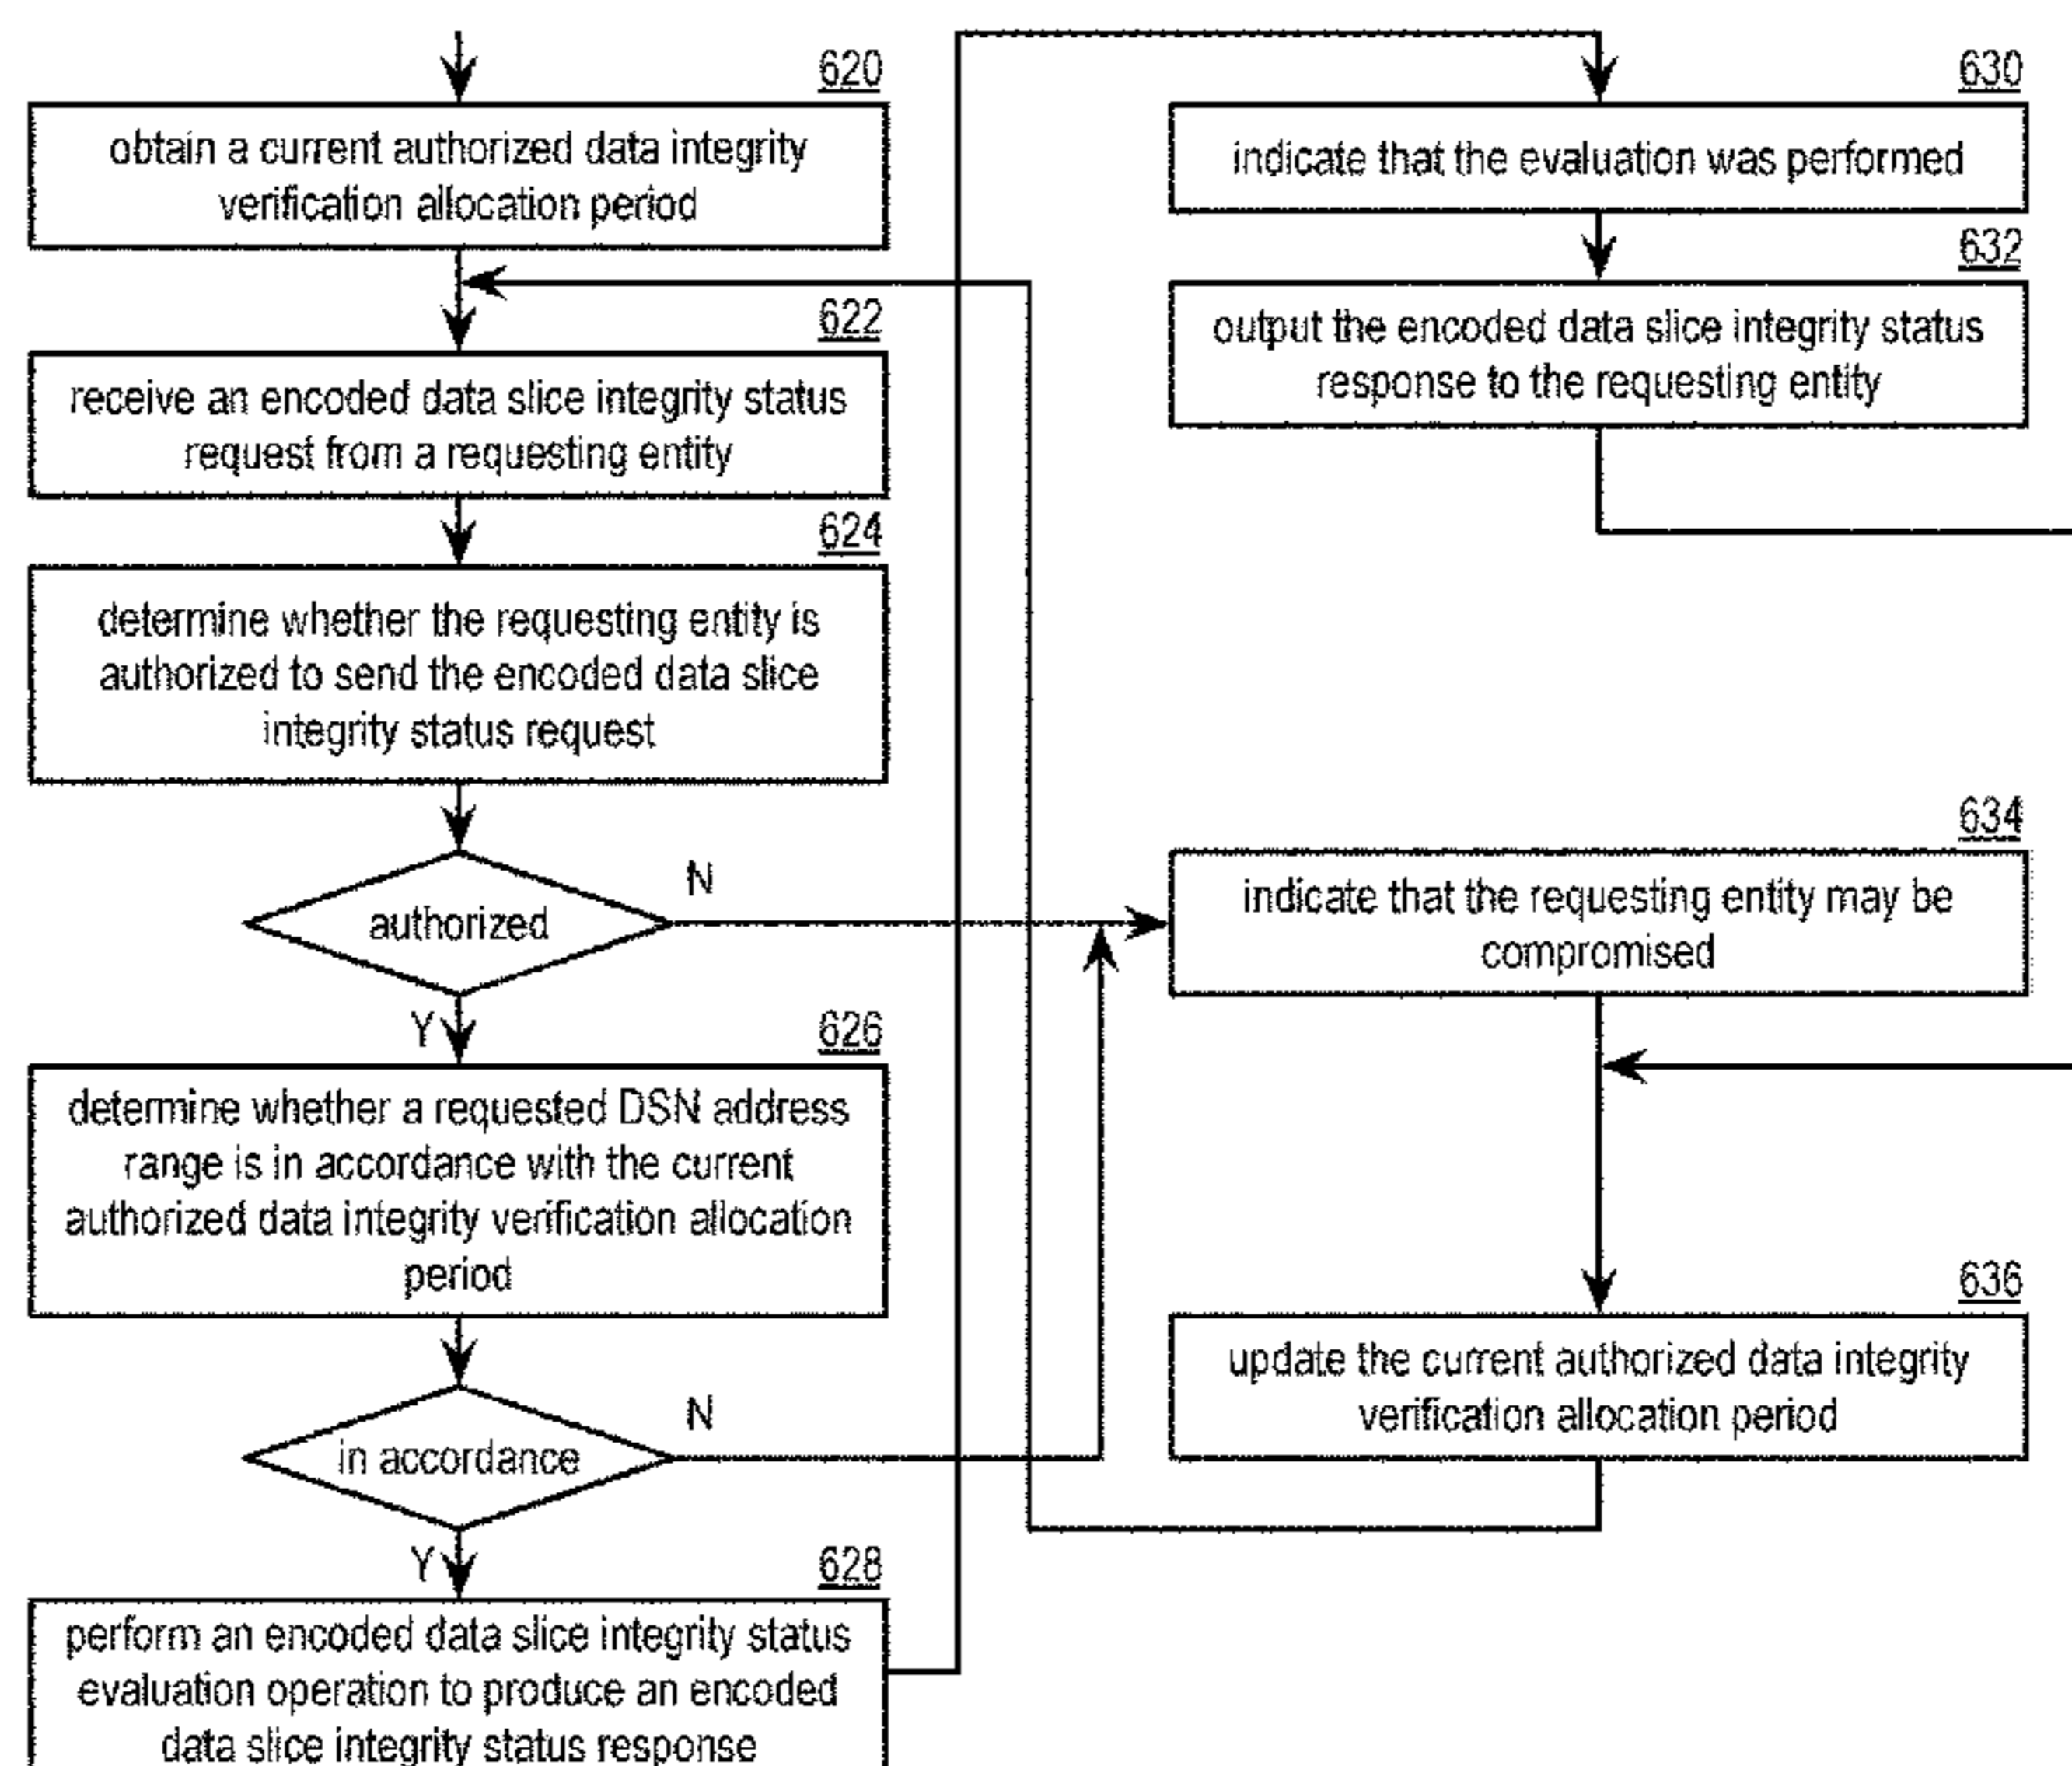 620
obtain a current authorized data integrity
verification allocation period
622
receive an encoded data slice integrity status
request from a requesting entity
624
determine whether the requesting entity is
authorized to send the encoded data slice
integrity status request
authorized
N
Y
626
determine whether a requested DSN address
range is in accordance with the current
authorized data integrity verification allocation
period
in accordance
N
Y
628
perform an encoded data slice integrity status
evaluation operation to produce an encoded
data slice integrity status response
630
indicate that the evaluation was performed
632
output the encoded data slice integrity status
response to the requesting entity
634
indicate that the requesting entity may be
compromised
636
update the current authorized data integrity
verification allocation period